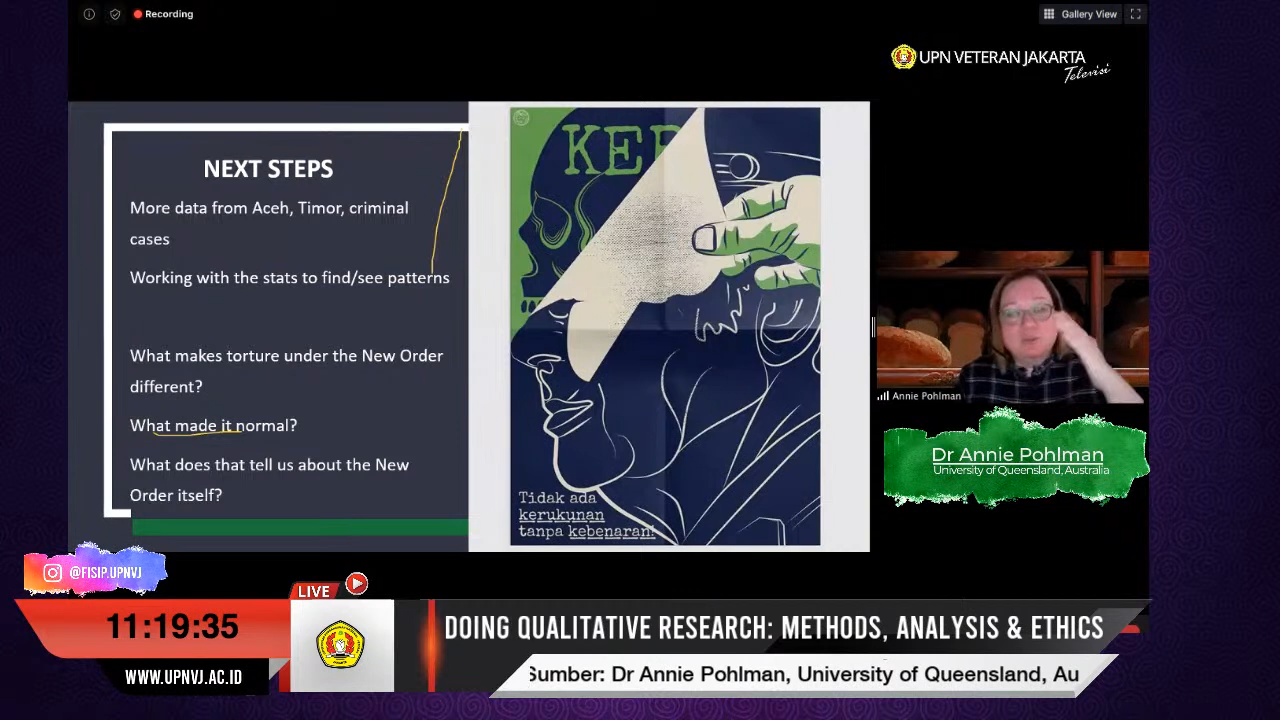 Recording
Gallery View
UPN VETERAN JAKARTA
Televisi
NEXT STEPS
More data from Aceh, Timor, criminal
cases
Working with the stats to find/see patterns
What makes torture under the New Order
different?
What made it normal?
What does that tell us about the New
Order itself?
KER
Tidak ada
kerukunan
tanpa kebenaran!
Annie Pohlman
Dr Annie Pohlman
University of Queensland, Australia
@FISIP.UPNVJ
LIVE
11:19:35
DOING QUALITATIVE RESEARCH: METHODS, ANALYSIS & ETHICS
WWW.UPNVJ.AC.ID
Sumber: Dr Annie Pohlman, University of Queensland, Au